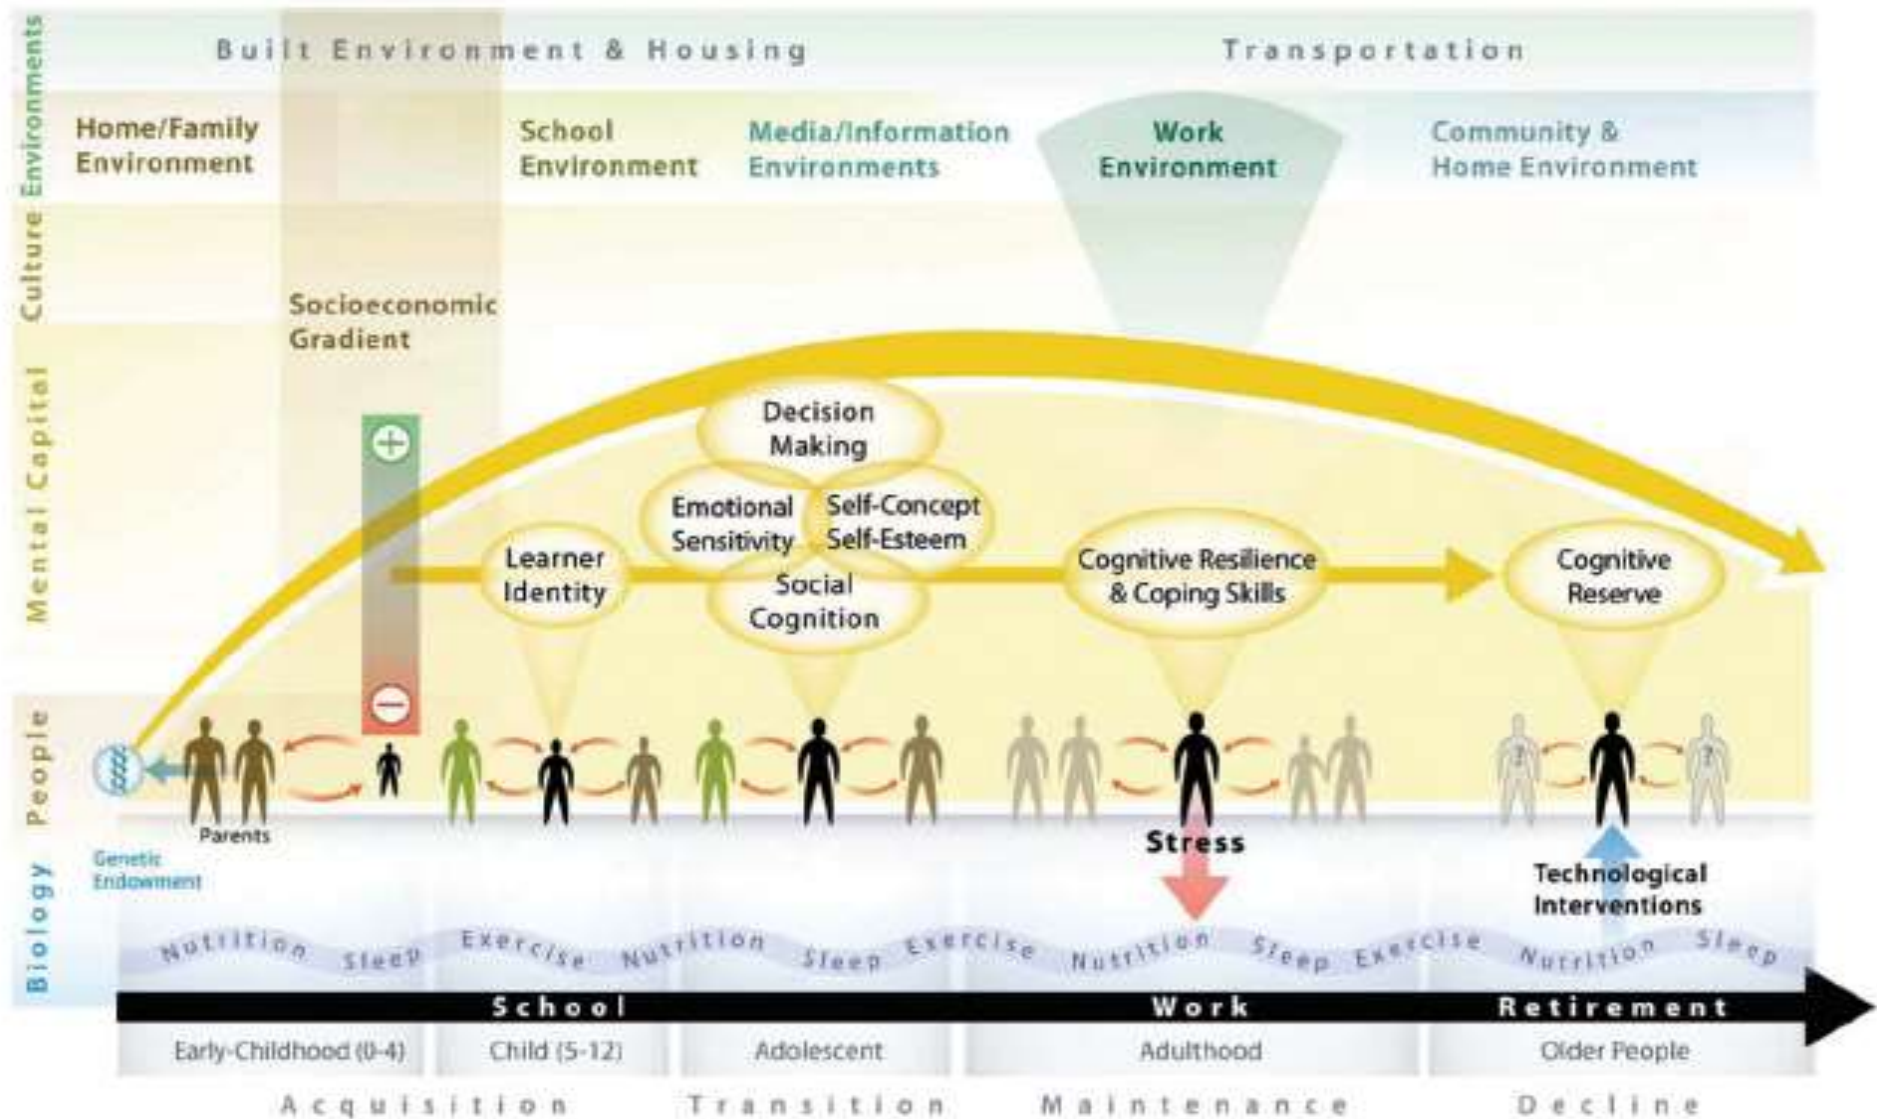 Built Environment & Housing
Transportation
Environments
Culture
Mental Capital
People
Biology
Home/Family
Environment
School
Environment
Media/Information
Environments
Work
Environment
Community &
Home Environment
Socioeconomic
Gradient
+
Decision
Making
Emotional
Sensitivity
Self-Concept
Self-Esteem
Learner
Identity
Social
Cognition
Cognitive Resilience
& Coping Skills
Cognitive
Reserve
−
?
?
Parents
Genetic
Endowment
Stress
Technological
Interventions
Nutrition Sleep Exercise Nutrition Sleep Exercise Nutrition Sleep Exercise Nutrition Sleep
School
Work
Retirement
Early-Childhood (0-4)
Child (5-12)
Adolescent
Adulthood
Older People
Acquisition
Transition
Maintenance
Decline